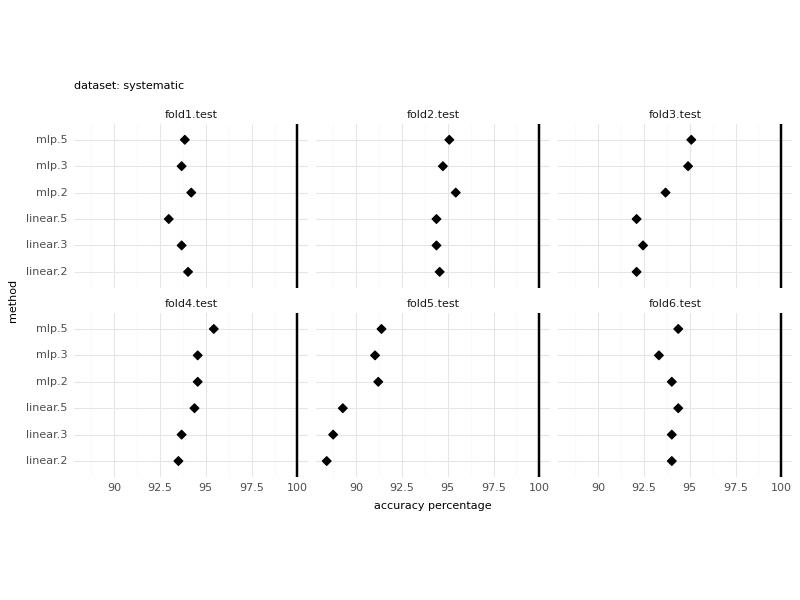 dataset: systematic
fold1.test fold2.test fold3.test
mlp.5
mlp.3
mlp.2
linear.5
linear.3
linear.2
method
fold4.test fold5.test fold6.test
mlp.5
mlp.3
mlp.2
linear.5
linear.3
linear.2
90 92.5 95 97.5 100 90 92.5 95 97.5 100 90 92.5 95 97.5 100
accuracy percentage